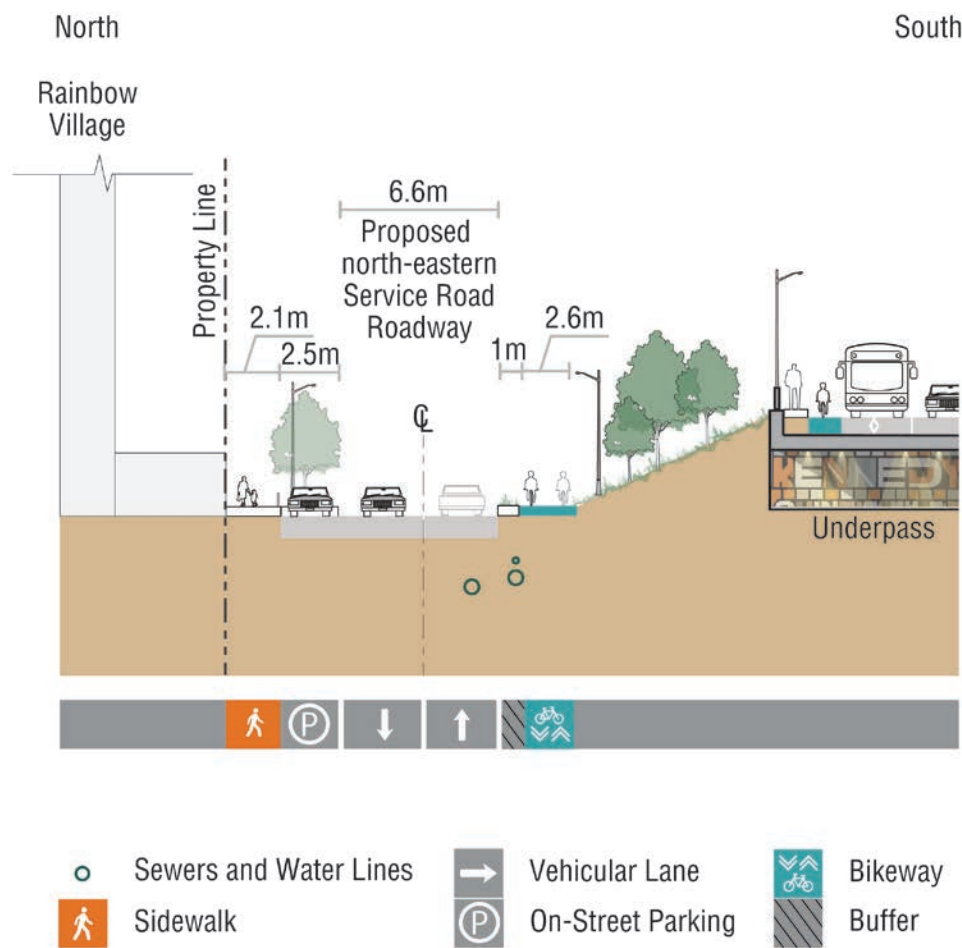 North
South
Rainbow
Village
Property Line
6.6m
Proposed
north-eastern
Service Road
Roadway
2.1m
2.5m
1m
2.6m
℄
KENNEDY
Underpass
P
Sewers and Water Lines
Vehicular Lane
Bikeway
Sidewalk
P
On-Street Parking
Buffer